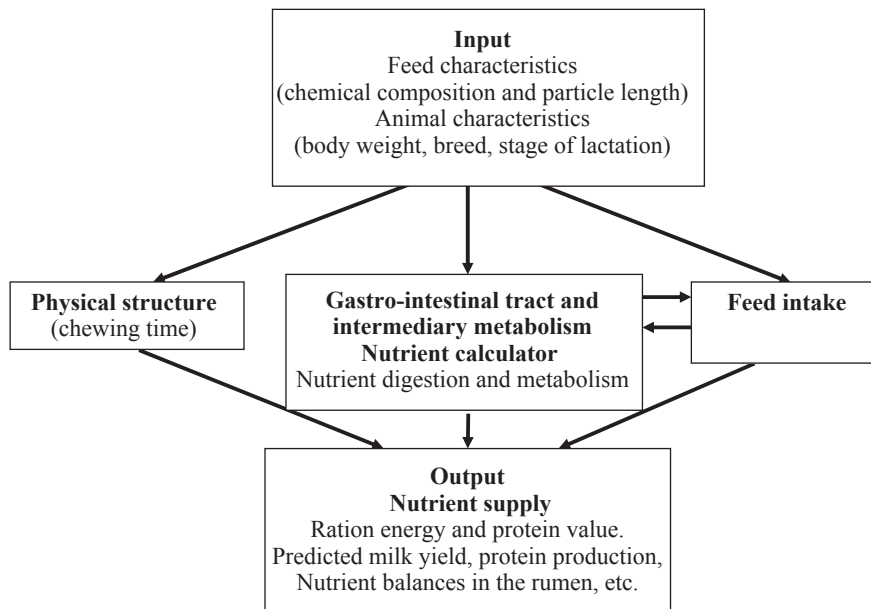 Input
Feed characteristics
(chemical composition and particle length)
Animal characteristics
(body weight, breed, stage of lactation)
Physical structure
(chewing time)
Gastro-intestinal tract and
intermediary metabolism
Nutrient calculator
Nutrient digestion and metabolism
Feed intake
Output
Nutrient supply
Ration energy and protein value.
Predicted milk yield, protein production,
Nutrient balances in the rumen, etc.